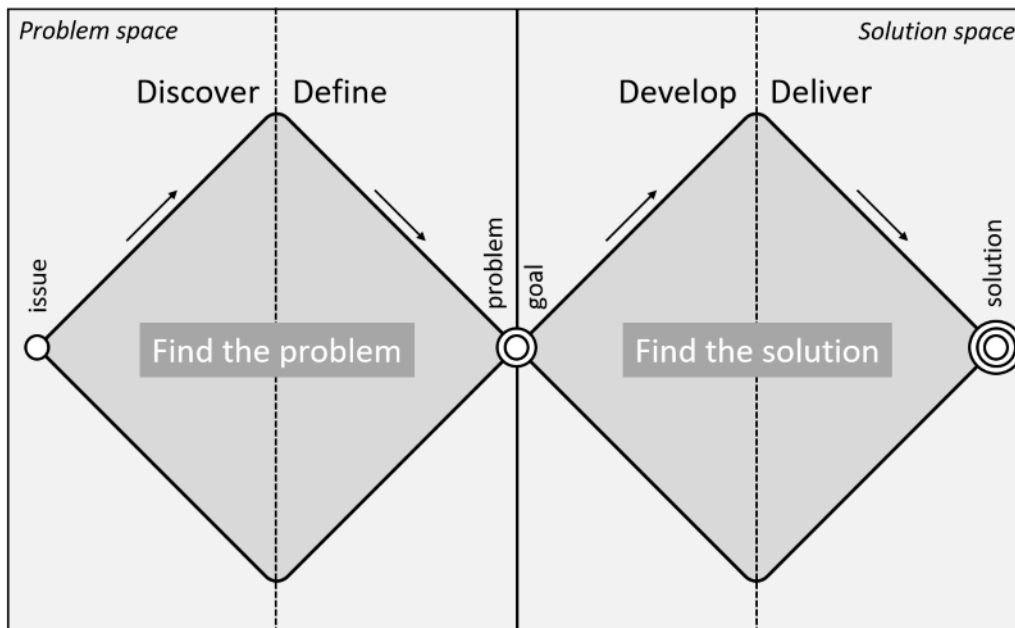 Problem space
Solution space
Discover
Define
Develop
Deliver
issue
problem
goal
solution
Find the problem
Find the solution